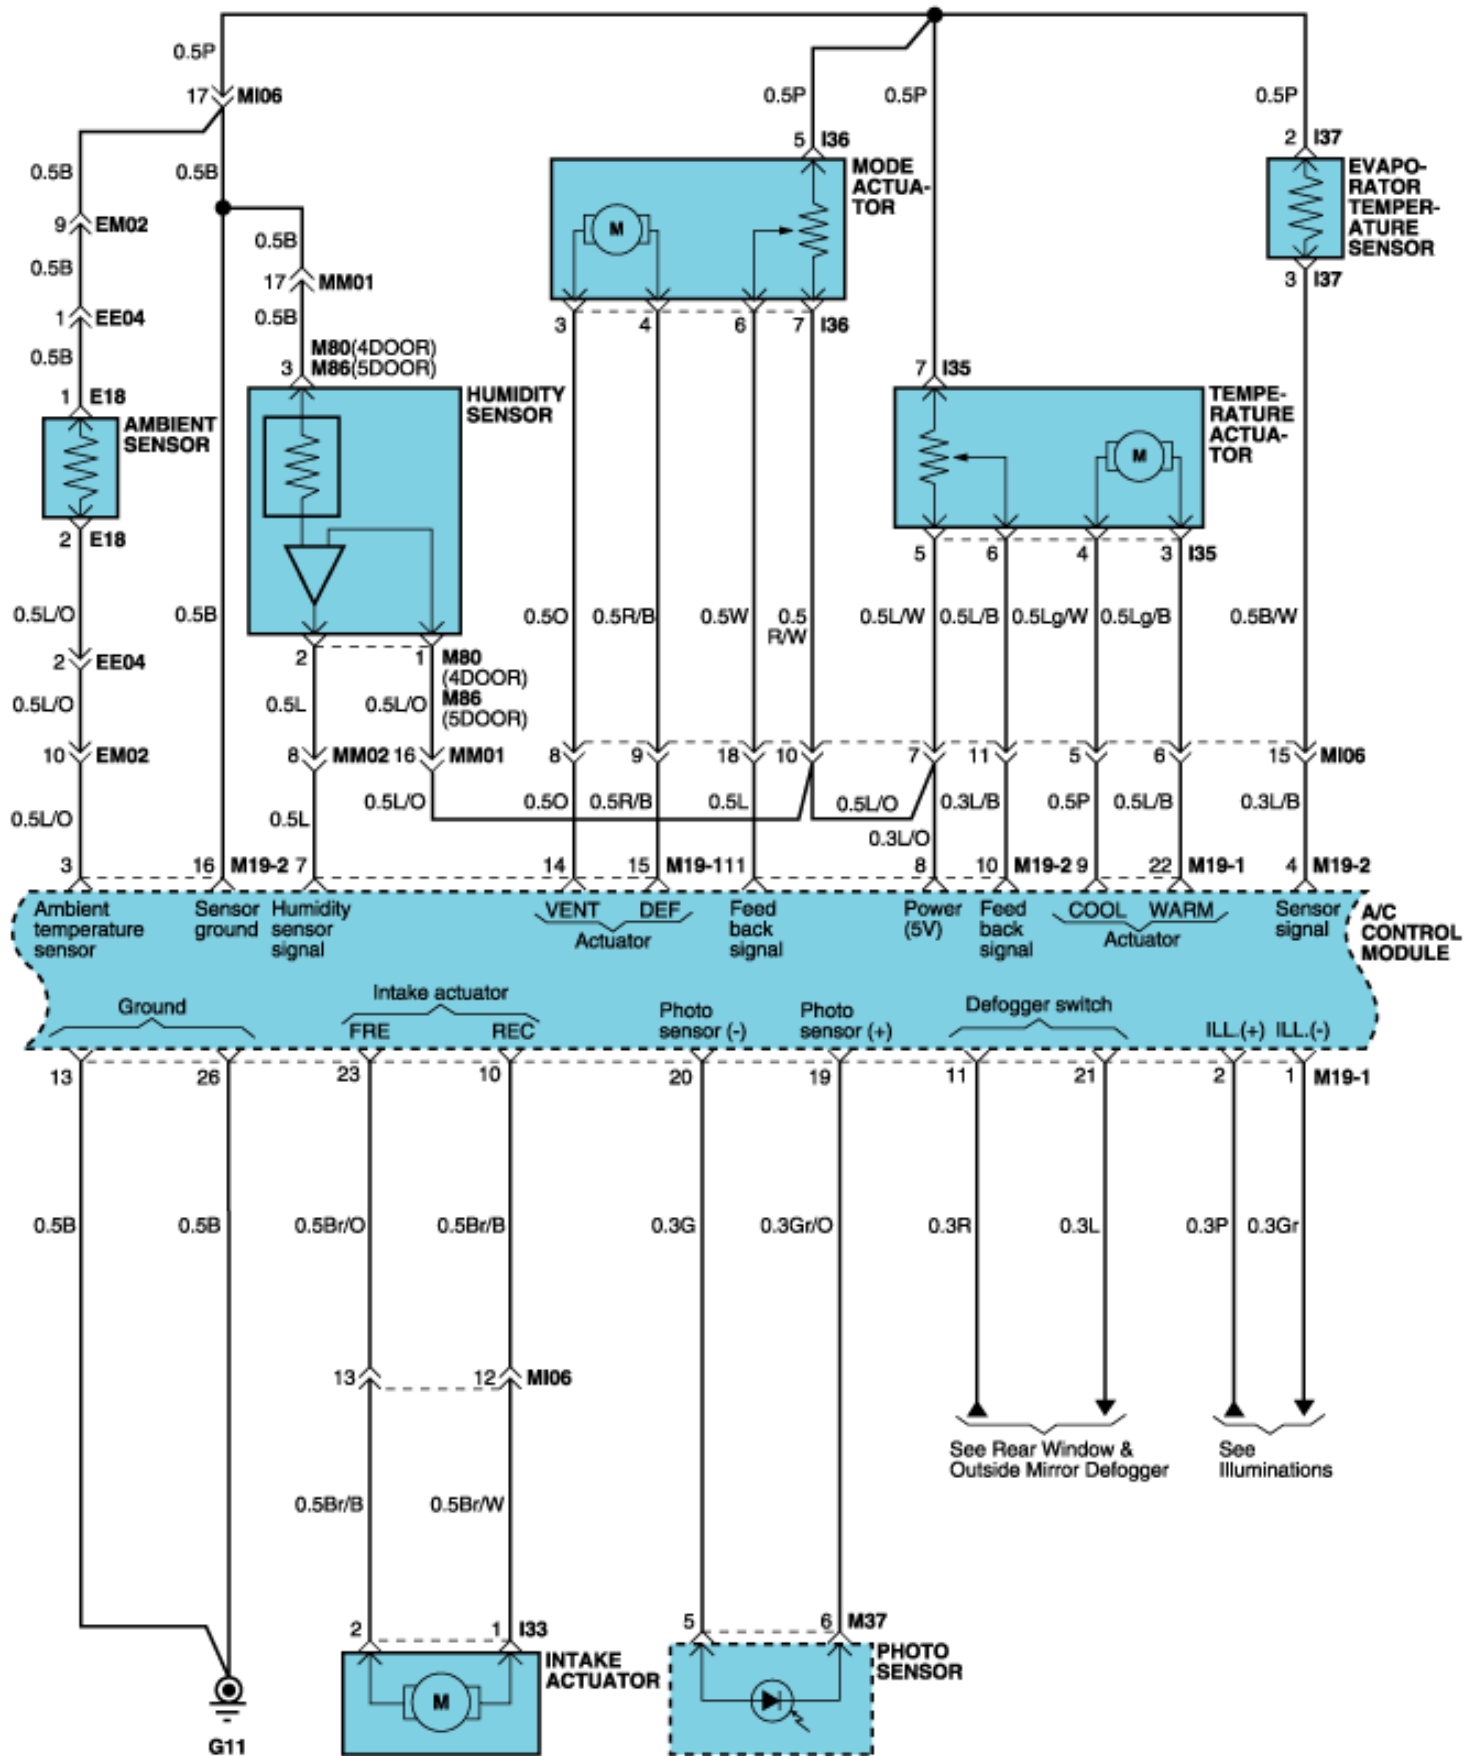 0.5P
17 MI06
0.5P 0.5P 0.5P
0.5B 0.5B
5 I36
2 I37
MODE
ACTUA-
TOR
EVAPO-
RATOR
TEMPER-
ATURE
SENSOR
M
9 EM02
0.5B
17 MM01
3 I37
0.5B
1 EE04
0.5B
3 4 6 7 I36
0.5B
M80(4DOOR)
3 M86(5DOOR)
7 I35
1 E18
HUMIDITY
SENSOR
TEMPE-
RATURE
ACTUA-
TOR
AMBIENT
SENSOR
M
2 E18
5 6 4 3 I35
0.5L/O 0.5B 0.5O 0.5R/B 0.5W 0.5
R/W
0.5L/W 0.5L/B 0.5Lg/W 0.5Lg/B 0.5B/W
2 EE04
2 1 M80
(4DOOR)
M86
(5DOOR)
0.5L/O 0.5L 0.5L/O
10 EM02 8 MM02 16 MM01 8 9 18 10 7 11 5 6 15 MI06
0.5L/O 0.5O 0.5R/B 0.5L 0.5L/O 0.3L/B 0.5P 0.5L/B 0.3L/B
0.5L/O 0.5L 0.3L/O
3 16 M19-2 7 14 15 M19-1 11 8 10 M19-2 9 22 M19-1 4 M19-2
Ambient
temperature
sensor
Sensor
ground
Humidity
sensor
signal
VENT DEF
Actuator
Feed
back
signal
Power
(5V)
Feed
back
signal
COOL WARM
Actuator
Sensor
signal
A/C
CONTROL
MODULE
Ground
Intake actuator
FRE REC
Photo
sensor (-)
Photo
sensor (+)
Defogger switch
ILL.(+) ILL.(-)
13 26 23 10 20 19 11 21 2 1 M19-1
0.5B 0.5B 0.5Br/O 0.5Br/B 0.3G 0.3Gr/O 0.3R 0.3L 0.3P 0.3Gr
13 12 MI06
See Rear Window &
Outside Mirror Defogger
See
Illuminations
0.5Br/B 0.5Br/W
2 1 I33
5 6 M37
INTAKE
ACTUATOR
PHOTO
SENSOR
M
G11